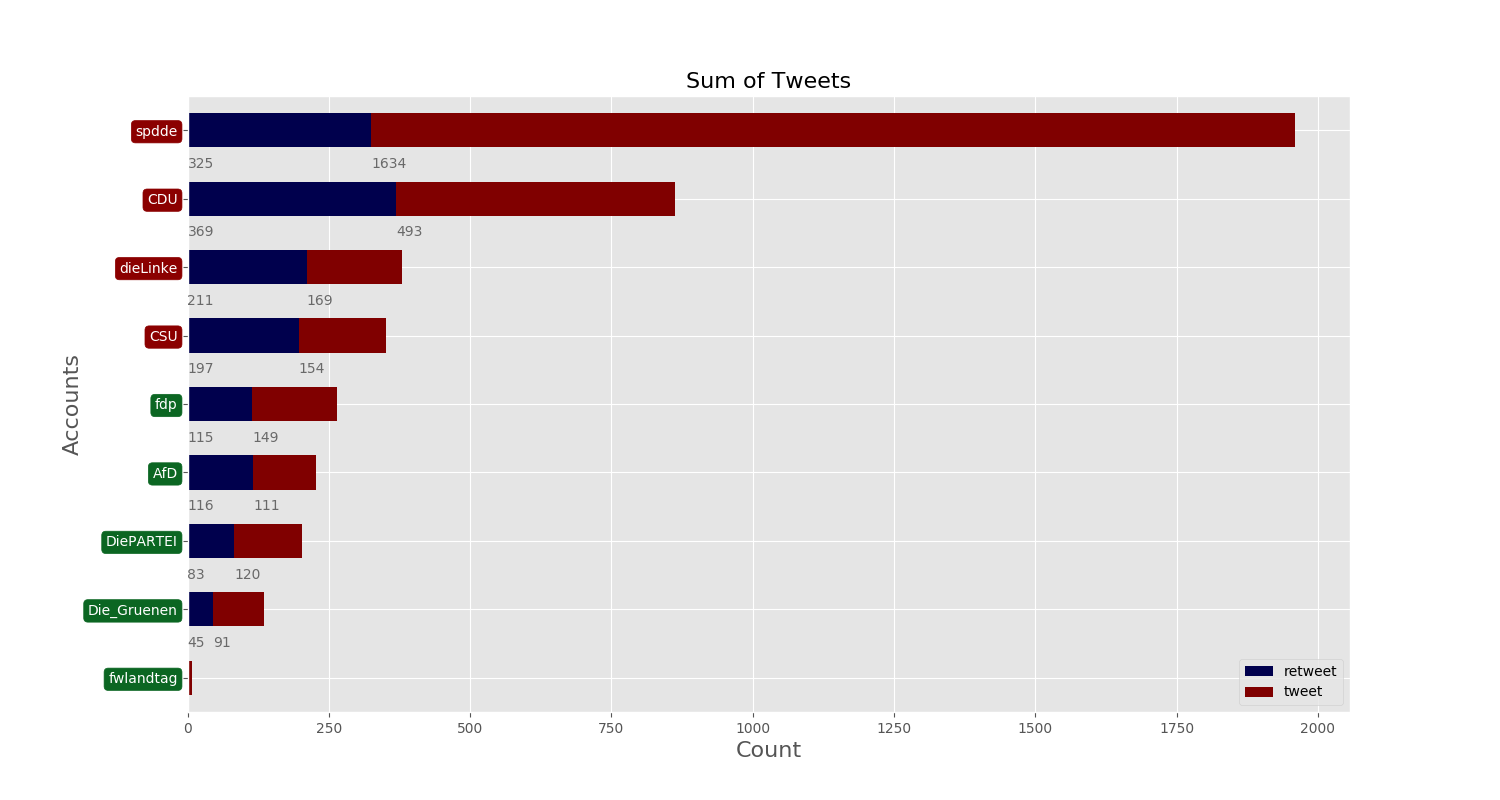 Sum of Tweets
Accounts
spdde
325 1634
CDU
369 493
dieLinke
211 169
CSU
197 154
fdp
115 149
AfD
116 111
DiePARTEI
83 120
Die_Gruenen
45 91
fwlandtag
retweet
tweet
0 250 500 750 1000 1250 1500 1750 2000
Count